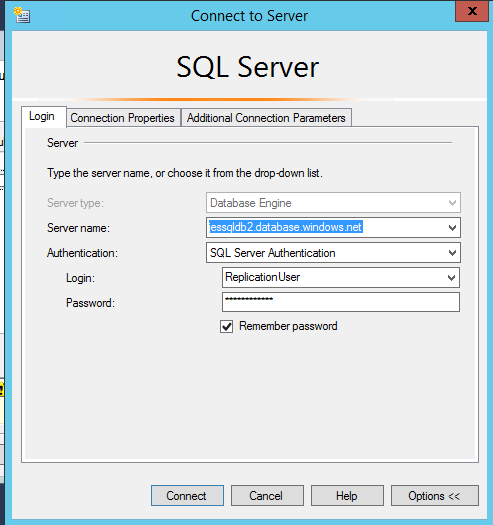 Connect to Server
x
SQL Server
Login Connection Properties Additional Connection Parameters
Server
Type the server name, or choose it from the drop-down list.
Server type: Database Engine
Server name: jessqldb2.database.windows.net
Authentication: SQL Server Authentication
Login: ReplicationUser
Password: ************
Remember password
Connect Cancel Help Options <<